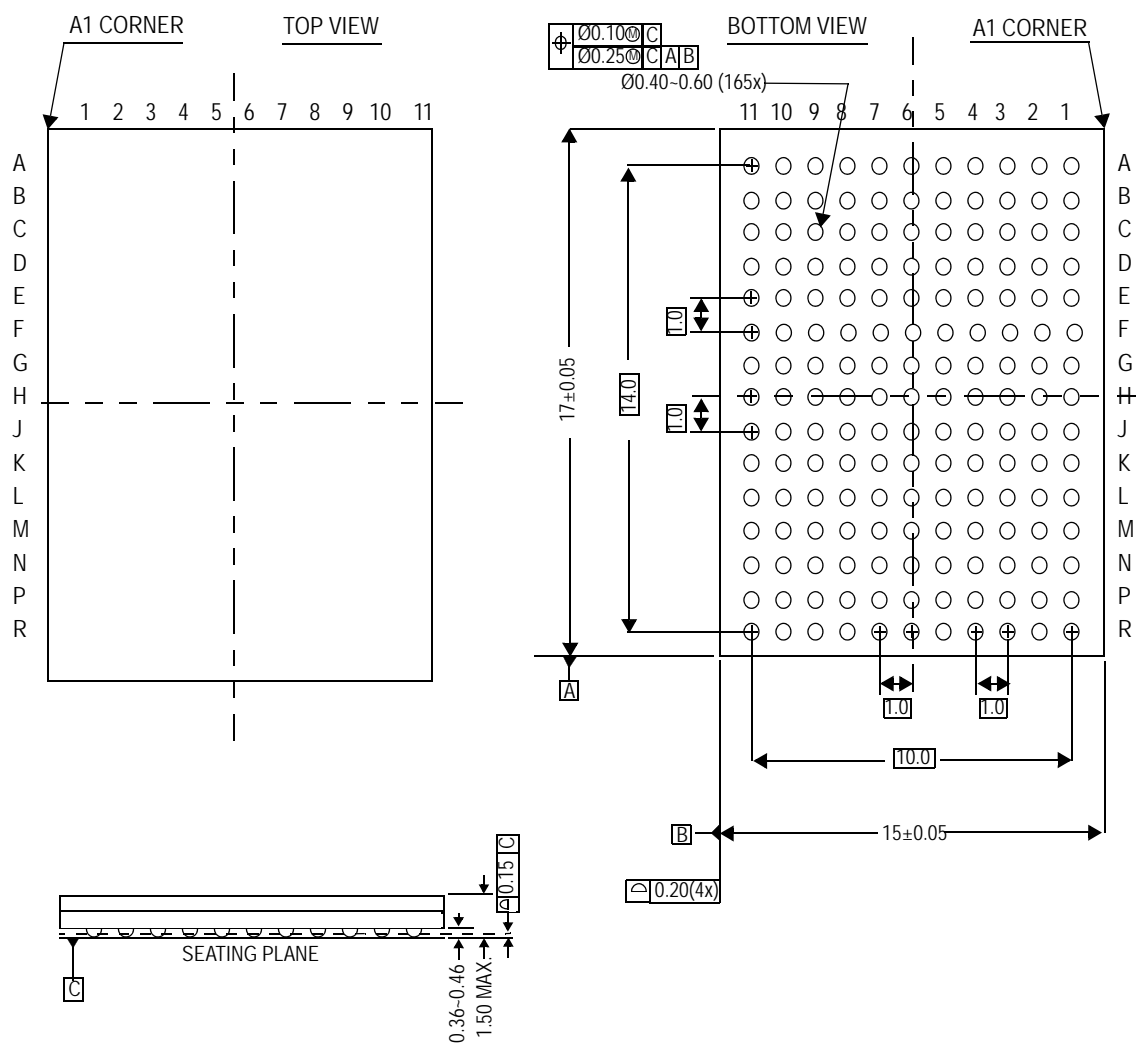 A1 CORNER
TOP VIEW
1 2 3 4 5 6 7 8 9 10 11
A
B
C
D
E
F
G
H
J
K
L
M
N
P
R
Ø0.10Ⓜ C
Ø0.25Ⓜ C A B
BOTTOM VIEW
A1 CORNER
Ø0.40~0.60 (165x)
11 10 9 8 7 6 5 4 3 2 1
A
B
C
D
E
F
G
H
J
K
L
M
N
P
R
1.0
1.0
14.0
17±0.05
A
1.0
1.0
10.0
B
15±0.05
0.20(4x)
0.15 C
SEATING PLANE
C
0.36~0.46
1.50 MAX.